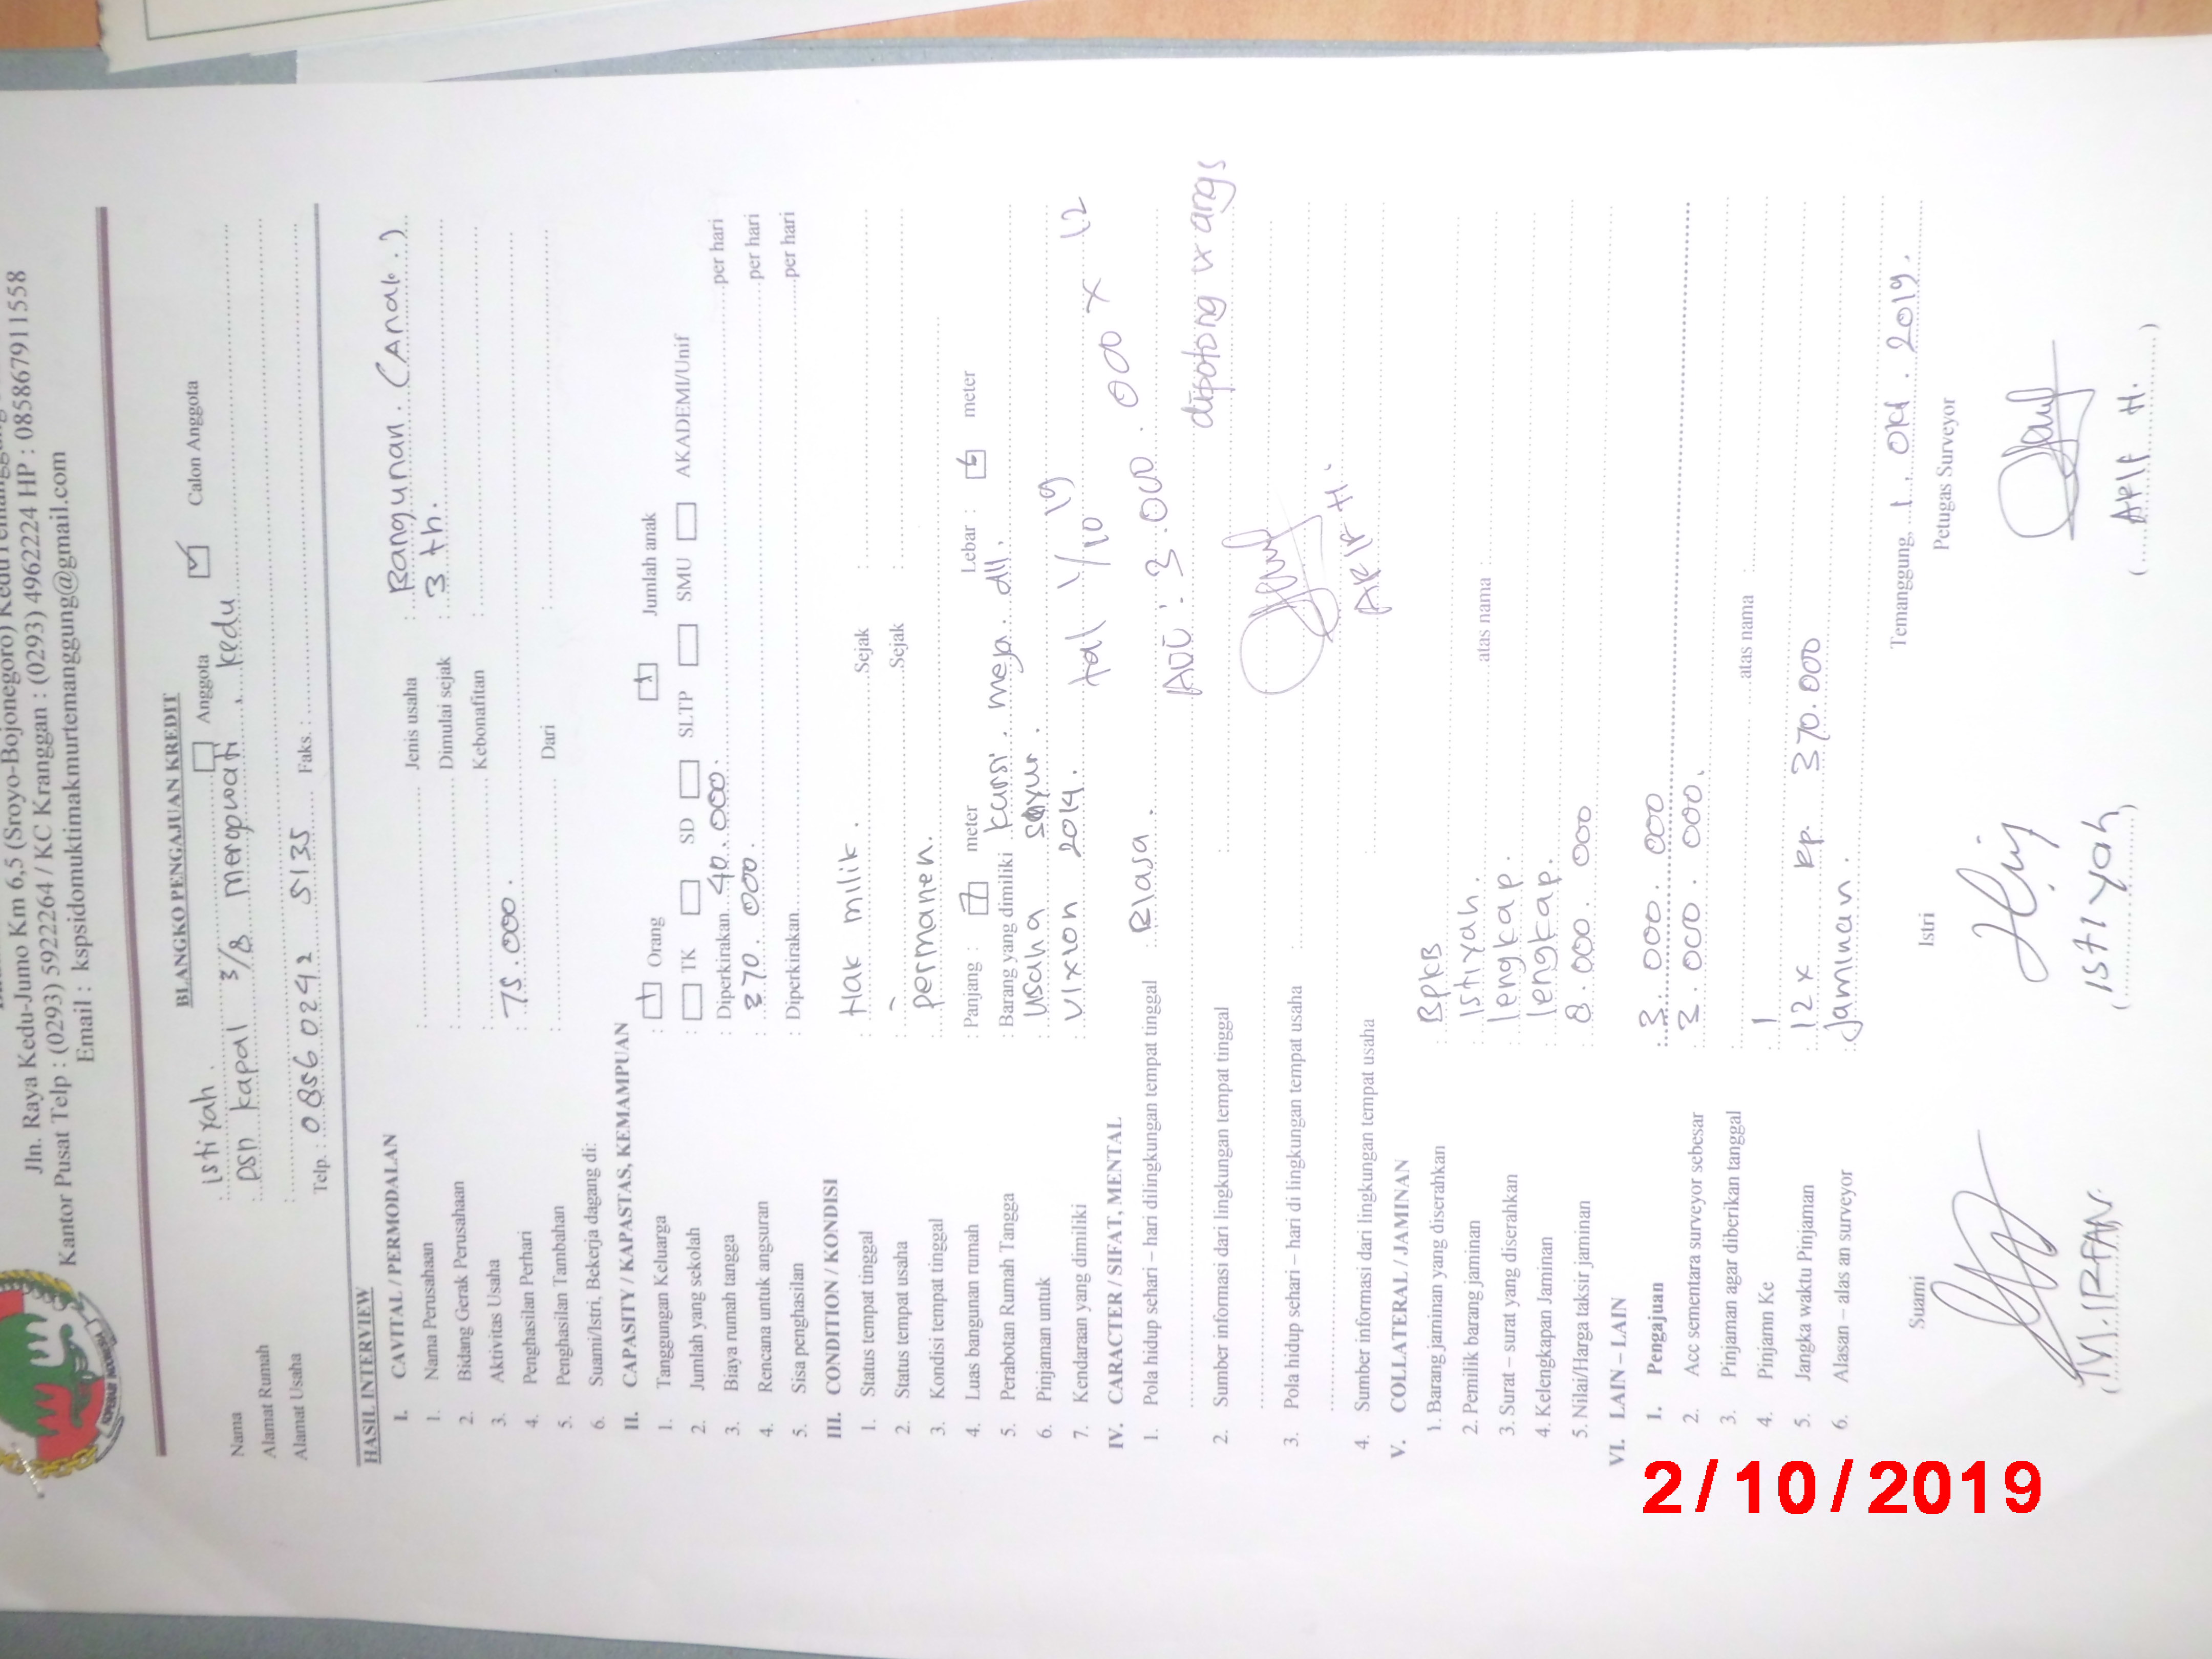 Jln. Raya Kedu-Jumo Km 6,5 (Sroyo-Bojonegoro) Kedu
Kantor Pusat Telp : (0293) 5922264 / KC Kranggan : (0293) 4962224 HP : 085867911558
Email : kspsidomuktimakmurtemanggung@gmail.com
BLANGKO PENGAJUAN KREDIT
Nama : Istiyah. Anggota Calon Anggota
Alamat Rumah : Dsn Kapal 3/8 , Kedu
Alamat Usaha :
Telp. : 0856 0242 5135 Faks. :
HASIL INTERVIEW
I. CAVITAL / PERMODALAN
1. Nama Perusahaan : Jenis usaha : Bangunan. (Anak.)
2. Bidang Gerak Perusahaan : Dimulai sejak : 3 th.
3. Aktivitas Usaha : Kebonafitan :
4. Penghasilan Perhari : 75.000.
5. Penghasilan Tambahan :
6. Suami/Istri, Bekerja dagang di: Dari :
II. CAPASITY / KAPASTAS, KEMAMPUAN
1. Tanggungan Keluarga : Orang 1 Jumlah anak
2. Jumlah yang sekolah : TK SD SLTP SMU AKADEMI/Unif
3. Biaya rumah tangga : Diperkirakan 40.000. per hari
4. Rencana untuk angsuran : 370.000. per hari
5. Sisa penghasilan : Diperkirakan per hari
III. CONDITION / KONDISI
1. Status tempat tinggal : Hak milik. Sejak :
2. Status tempat usaha : - Sejak :
3. Kondisi tempat tinggal : Permanen.
4. Luas bangunan rumah : Panjang : 7 meter Lebar : 6 meter
5. Perabotan Rumah Tangga : Barang yang dimiliki kursi. meja. dll.
6. Pinjaman untuk : Usaha sayur.
7. Kendaraan yang dimiliki : Vixion 2014.
tgl 1/10 19
IV. CARACTER / SIFAT, MENTAL
1. Pola hidup sehari – hari dilingkungan tempat tinggal Biasa.
ACC : 3.000.000 x 12
dipotong 1x angs
2. Sumber informasi dari lingkungan tempat tinggal :
3. Pola hidup sehari – hari di lingkungan tempat usaha :
ARIF H.
4. Sumber informasi dari lingkungan tempat usaha :
V. COLLATERAL / JAMINAN
1. Barang jaminan yang diserahkan : BPKB
2. Pemilik barang jaminan : Istiyah. atas nama :
3. Surat – surat yang diserahkan : lengkap.
4. Kelengkapan Jaminan : lengkap.
5. Nilai/Harga taksir jaminan : 8.000.000
VI. LAIN – LAIN
1. Pengajuan : 3.000.000
2. Acc sementara surveyor sebesar : 3.000.000.
3. Pinjaman agar diberikan tanggal : atas nama :
4. Pinjamn Ke : 1
5. Jangka waktu Pinjaman : 12 x Rp. 370.000
6. Alasan – alas an surveyor : Jaminan.
Temanggung, 1. Okt. 2019.
Suami Istri Petugas Surveyor
(M. IRFAN.) (Istiyah) (ARIF H.)
2/10/2019